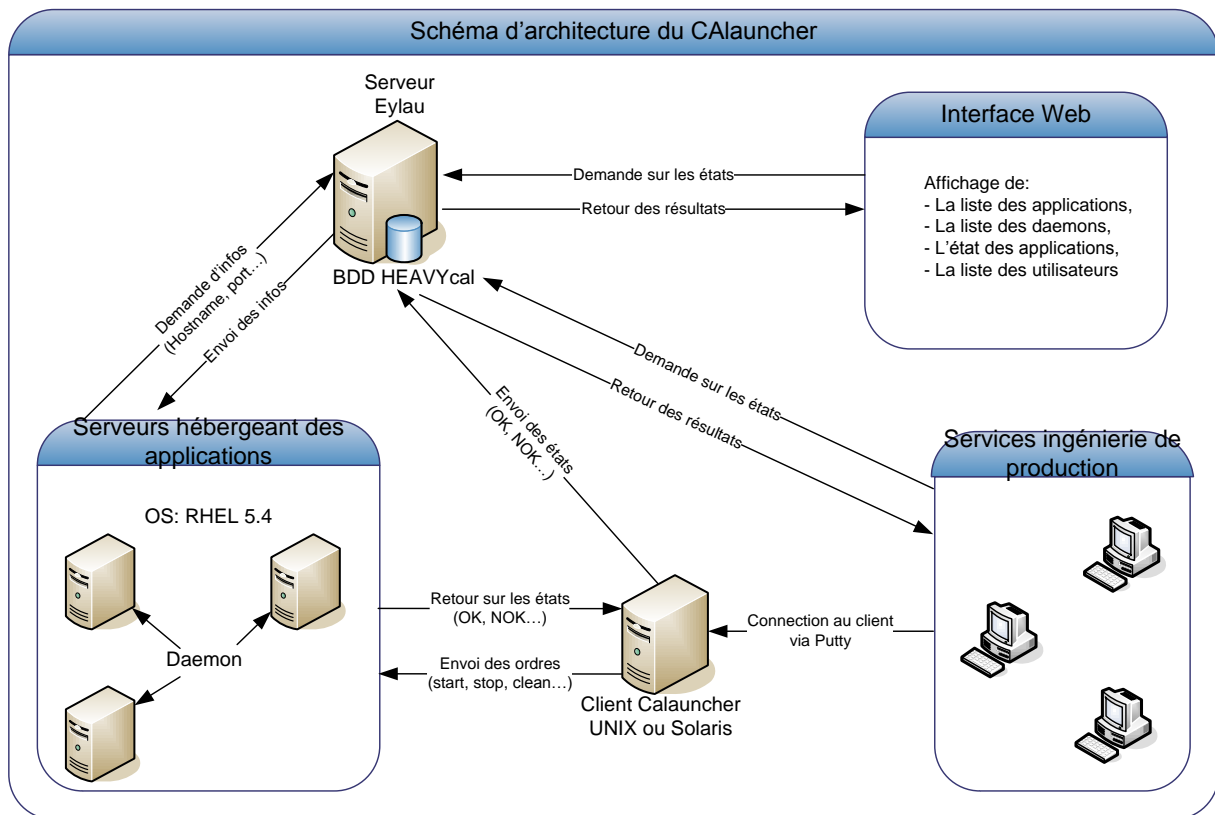 Schéma d'architecture du CAlauncher
Serveur
Eylau
BDD HEAVYcal
Interface Web
Affichage de:
- La liste des applications,
- La liste des daemons,
- L'état des applications,
- La liste des utilisateurs
Demande sur les états
Retour des résultats
Demande d'infos
(Hostname, port…)
Envoi des infos
Envoi des états
(OK, NOK…)
Demande sur les états
Retour des résultats
Serveurs hébergeant des
applications
OS: RHEL 5.4
Daemon
Retour sur les états
(OK, NOK…)
Envoi des ordres
(start, stop, clean…)
Client Calauncher
UNIX ou Solaris
Connection au client
via Putty
Services ingénierie de
production